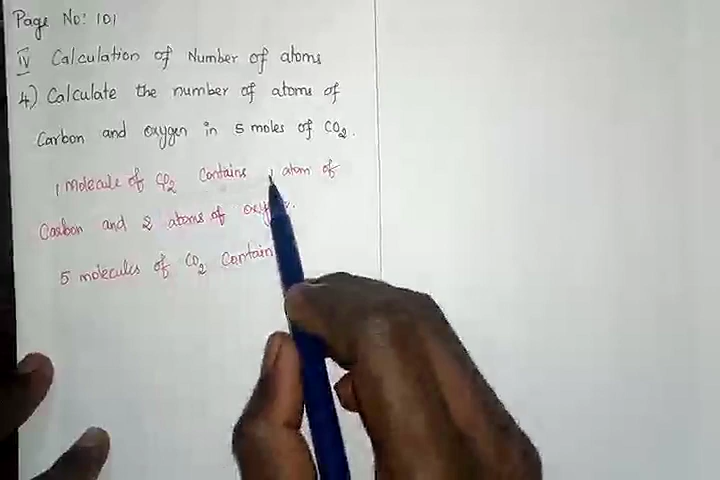 Page No: 101
IV Calculation of Number of atoms
4) Calculate the number of atoms of
Carbon and oxygen in 5 moles of CO2.
1 molecule of CO2 Contains 1 atom of
Carbon and 2 atoms of
5 molecules of CO2 Contain